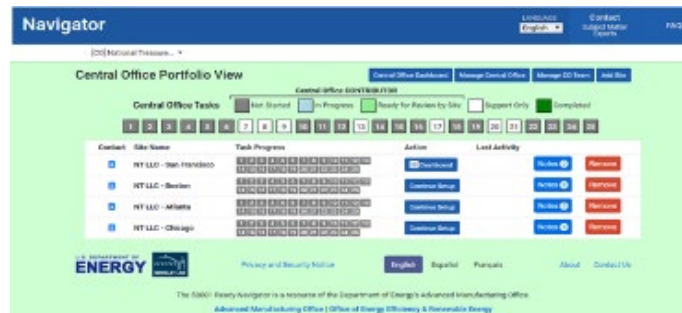 Navigator
LANGUAGE
English
Contact
Subject Matter
Experts
FAQ
[CO] National Treasure...
Central Office Portfolio View
Central Office Dashboard
Manage Central Office
Manage CO Team
Add Site
Central Office CONTRIBUTOR
Central Office Tasks
Not Started
In Progress
Ready for Review by Site
Support Only
Completed
1 2 3 4 5 6 7 8 9 10 11 12 13 14 15 16 17 18 19 20 21 22 23 24 25
Contact Site Name Task Progress Action Last Activity
NT LLC - San Francisco
Dashboard
Notes
Remove
NT LLC - Boston
Continue Setup
Notes
Remove
NT LLC - Atlanta
Continue Setup
Notes
Remove
NT LLC - Chicago
Continue Setup
Notes
Remove
U.S. DEPARTMENT OF
ENERGY
Privacy and Security Notice
English
Español
Français
About
Contact Us
The 50001 Ready Navigator is a resource of the Department of Energy's Advanced Manufacturing Office.
Advanced Manufacturing Office | Office of Energy Efficiency & Renewable Energy